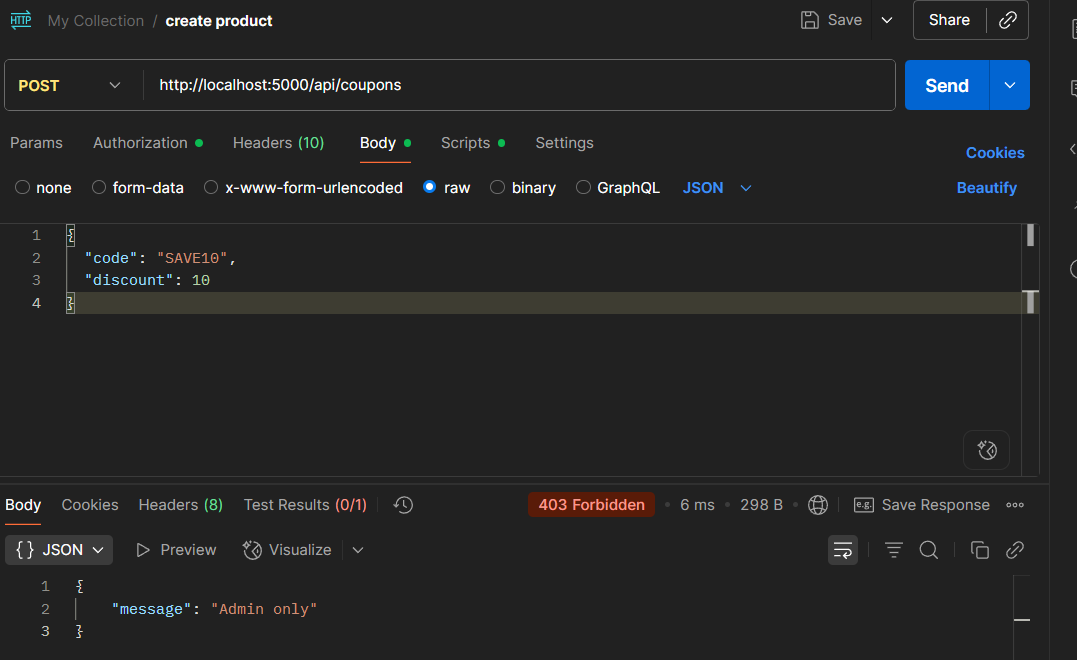 HTTP My Collection / create product Save Share
POST http://localhost:5000/api/coupons Send
Params Authorization Headers (10) Body Scripts Settings Cookies
none form-data x-www-form-urlencoded raw binary GraphQL JSON Beautify
1 {
2 "code": "SAVE10",
3 "discount": 10
4 }
Body Cookies Headers (8) Test Results (0/1) 403 Forbidden • 6 ms • 298 B • e.g. Save Response
{} JSON Preview Visualize
1 {
2 "message": "Admin only"
3 }